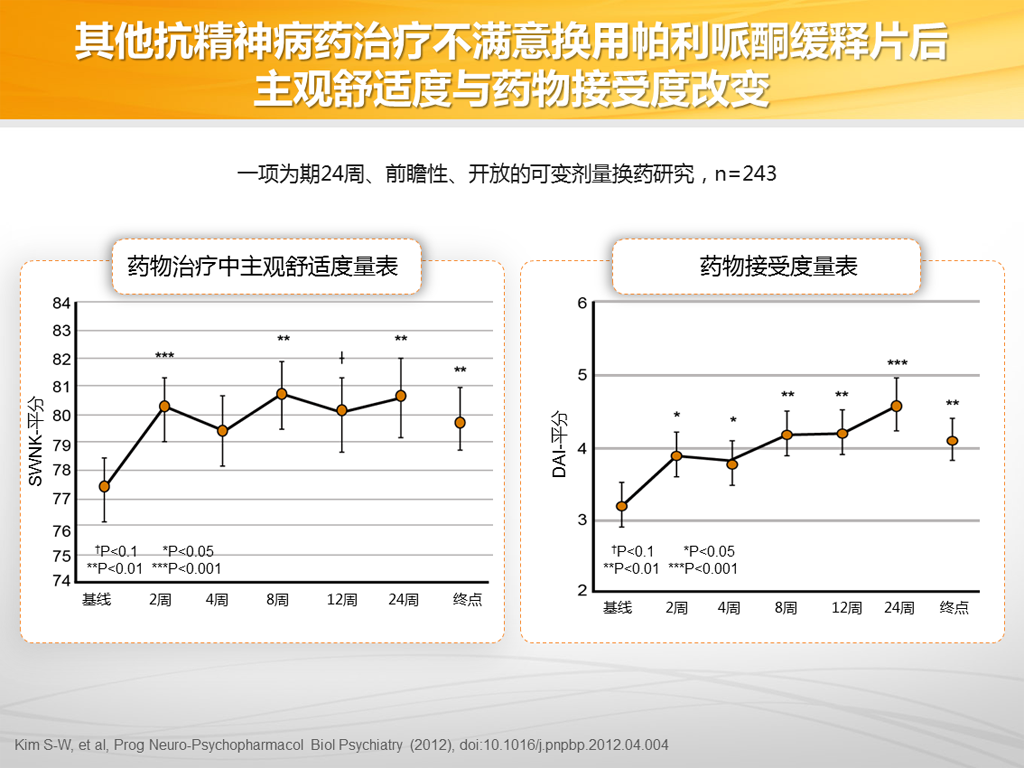 其他抗精神病药治疗不满意换用帕利哌酮缓释片后
主观舒适度与药物接受度改变
一项为期24周、前瞻性、开放的可变剂量换药研究，n=243
药物治疗中主观舒适度量表
84
83
82
81
80
79
78
77
76
75
74
SWNK-平分
***
**
†
**
**
†P<0.1 *P<0.05
**P<0.01 ***P<0.001
基线 2周 4周 8周 12周 24周 终点
药物接受度量表
6
5
4
3
2
DAI-平分
*
*
**
**
***
**
†P<0.1 *P<0.05
**P<0.01 ***P<0.001
基线 2周 4周 8周 12周 24周 终点
Kim S-W, et al, Prog Neuro-Psychopharmacol Biol Psychiatry (2012), doi:10.1016/j.pnpbp.2012.04.004